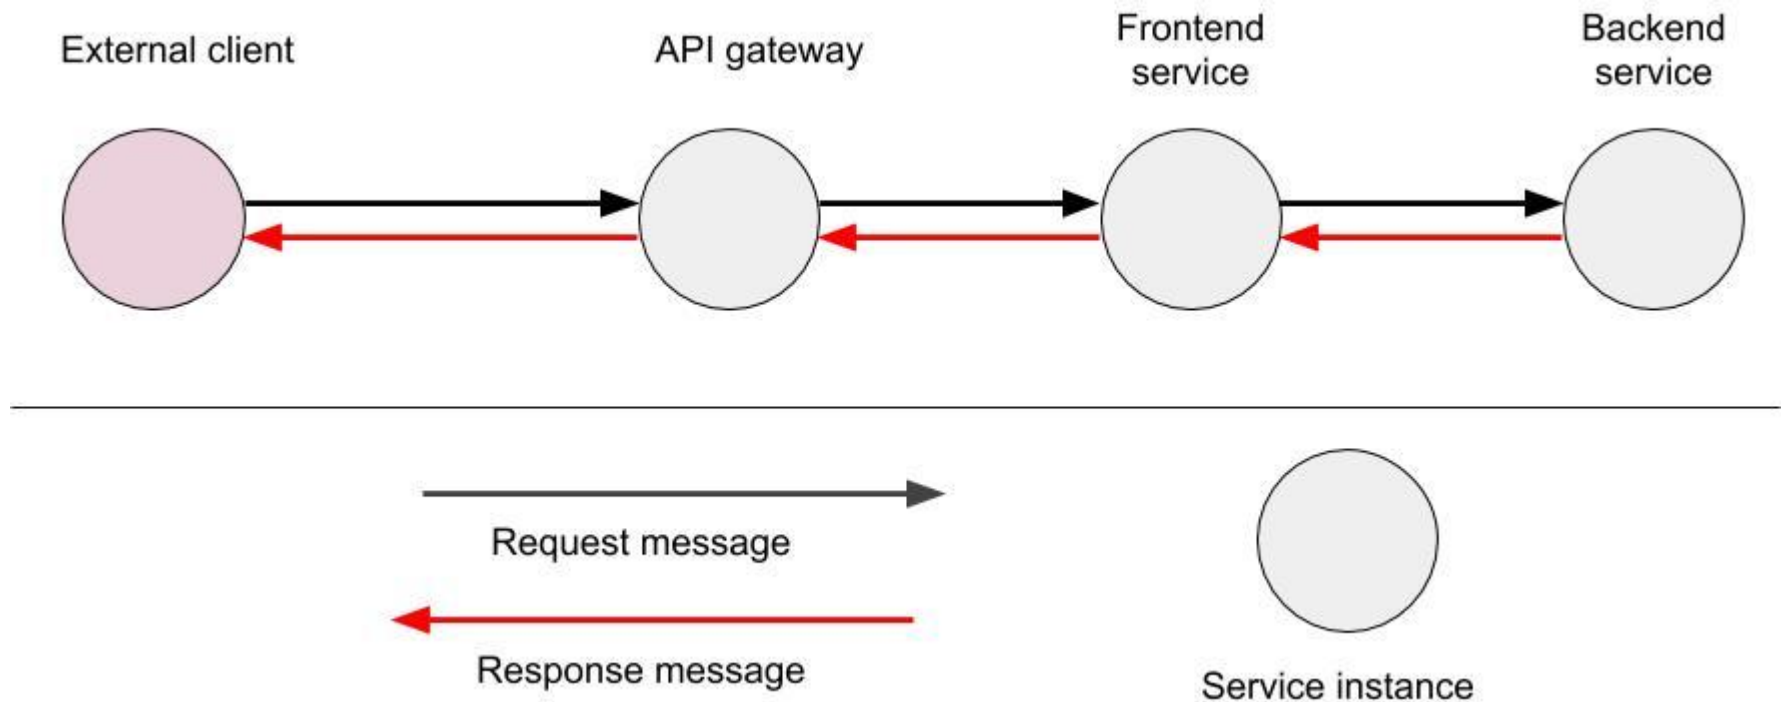 External client
API gateway
Frontend
service
Backend
service
Request message
Response message
Service instance